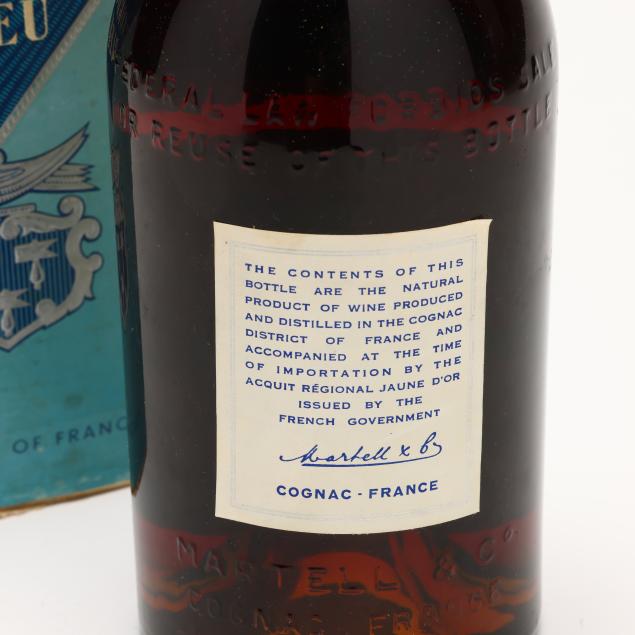 EU
FEDERAL LAW FORBIDS SALE
OR REUSE OF THIS BOTTLE
THE CONTENTS OF THIS
BOTTLE ARE THE NATURAL
PRODUCT OF WINE PRODUCED
AND DISTILLED IN THE COGNAC
DISTRICT OF FRANCE AND
ACCOMPANIED AT THE TIME
OF IMPORTATION BY THE
ACQUIT RÉGIONAL JAUNE D'OR
ISSUED BY THE
FRENCH GOVERNMENT
Martell & Co
COGNAC - FRANCE
OF FRANC
MARTELL & Co.
COGNAC FRANCE